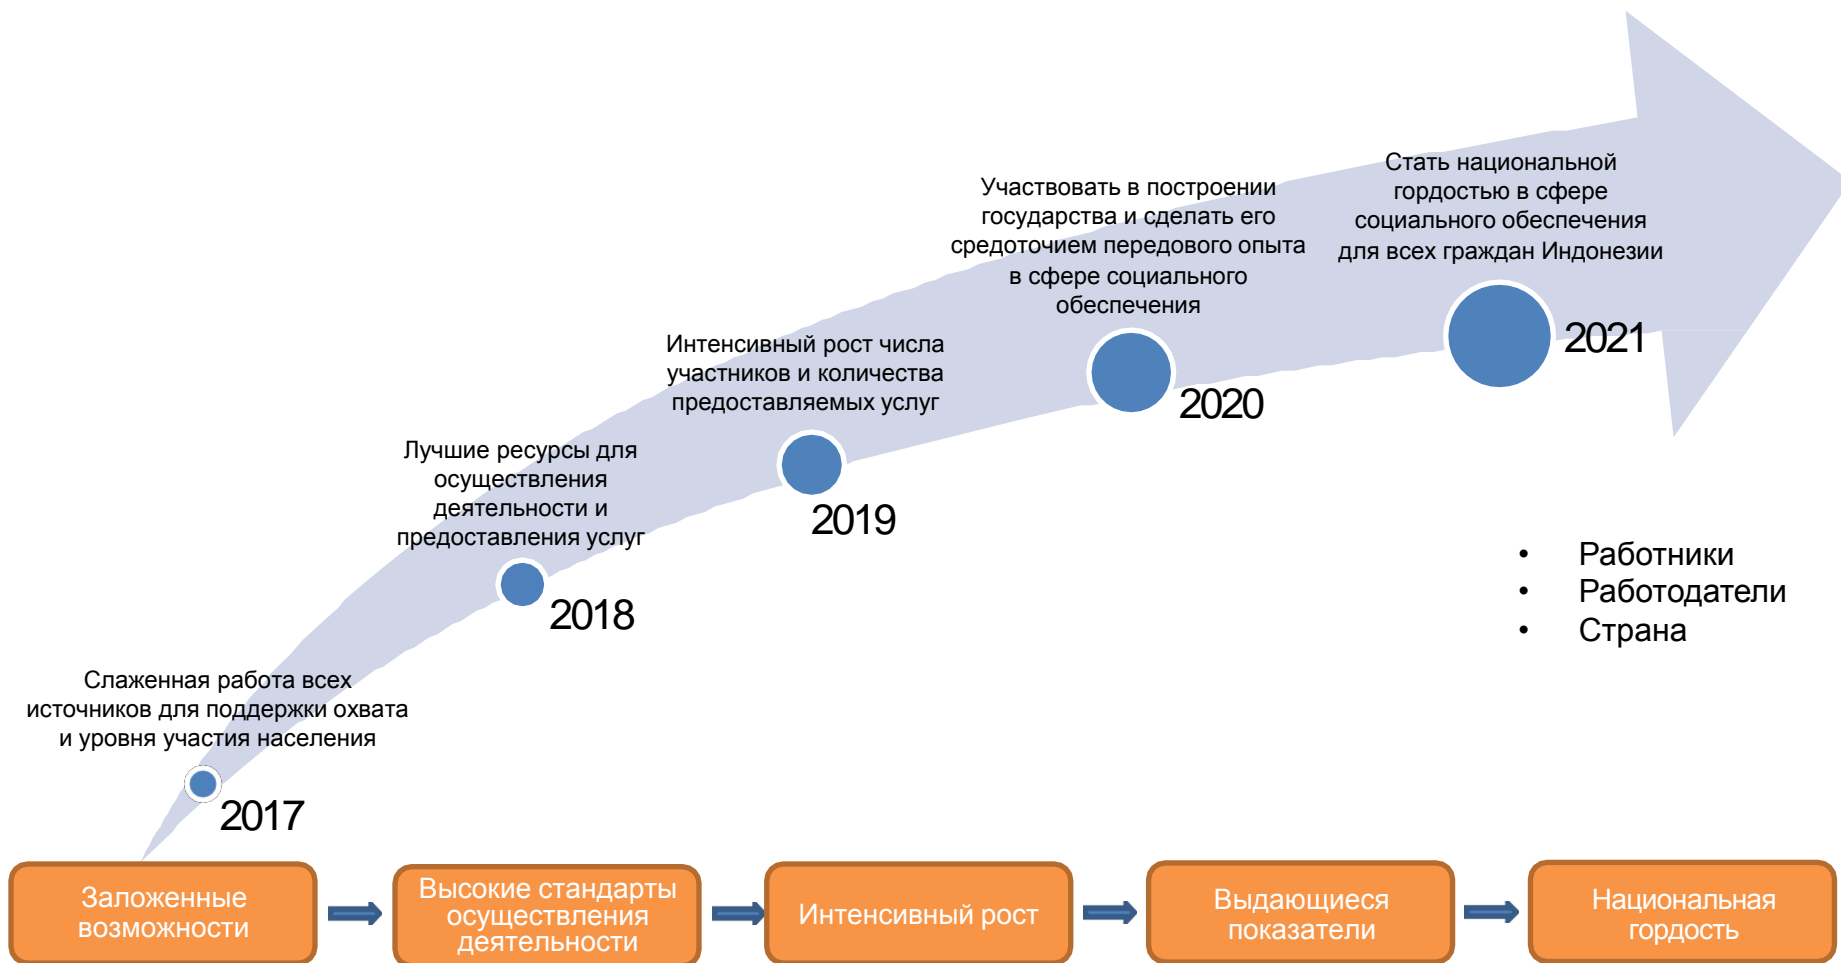 Стать национальной
гордостью в сфере
социального обеспечения
для всех граждан Индонезии
2021
Участвовать в построении
государства и сделать его
средоточием передового опыта
в сфере социального
обеспечения
2020
Интенсивный рост числа
участников и количества
предоставляемых услуг
2019
Лучшие ресурсы для
осуществления
деятельности и
предоставления услуг
2018
• Работники
• Работодатели
• Страна
Слаженная работа всех
источников для поддержки охвата
и уровня участия населения
2017
Заложенные
возможности
Высокие стандарты
осуществления
деятельности
Интенсивный рост
Выдающиеся
показатели
Национальная
гордость